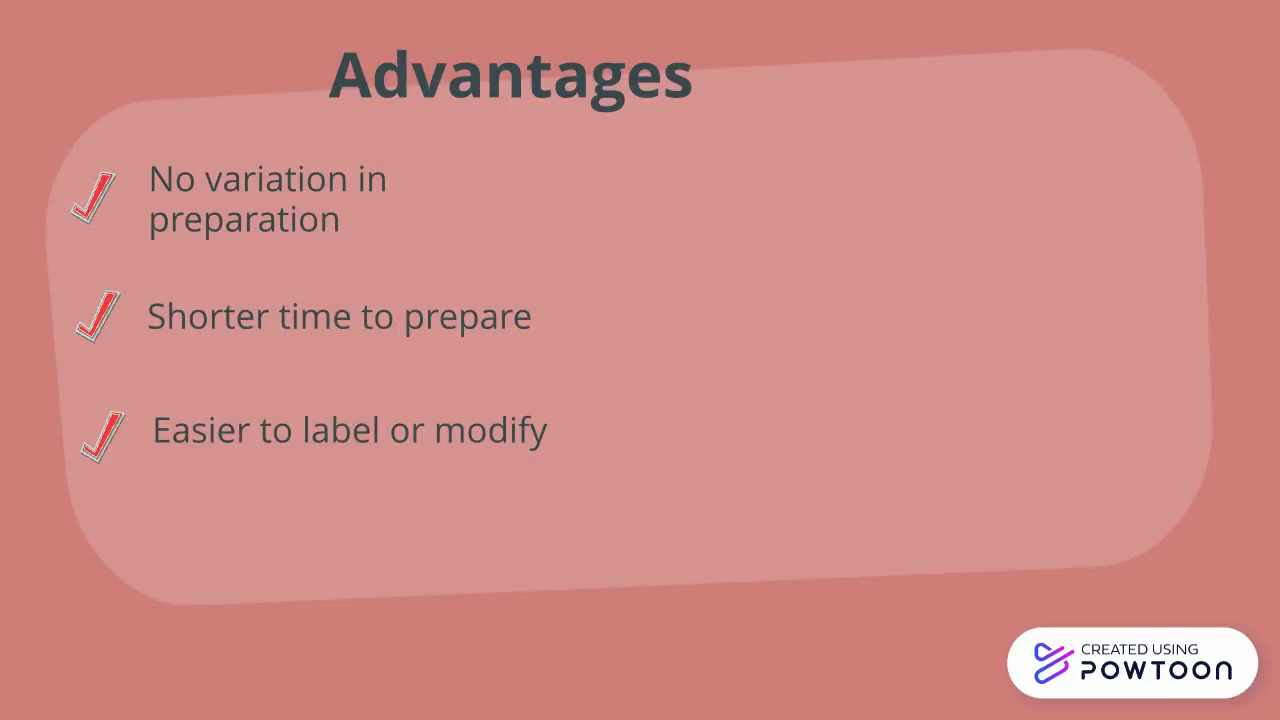 Advantages
No variation in
preparation
Shorter time to prepare
Easier to label or modify
CREATED USING
POWTOON